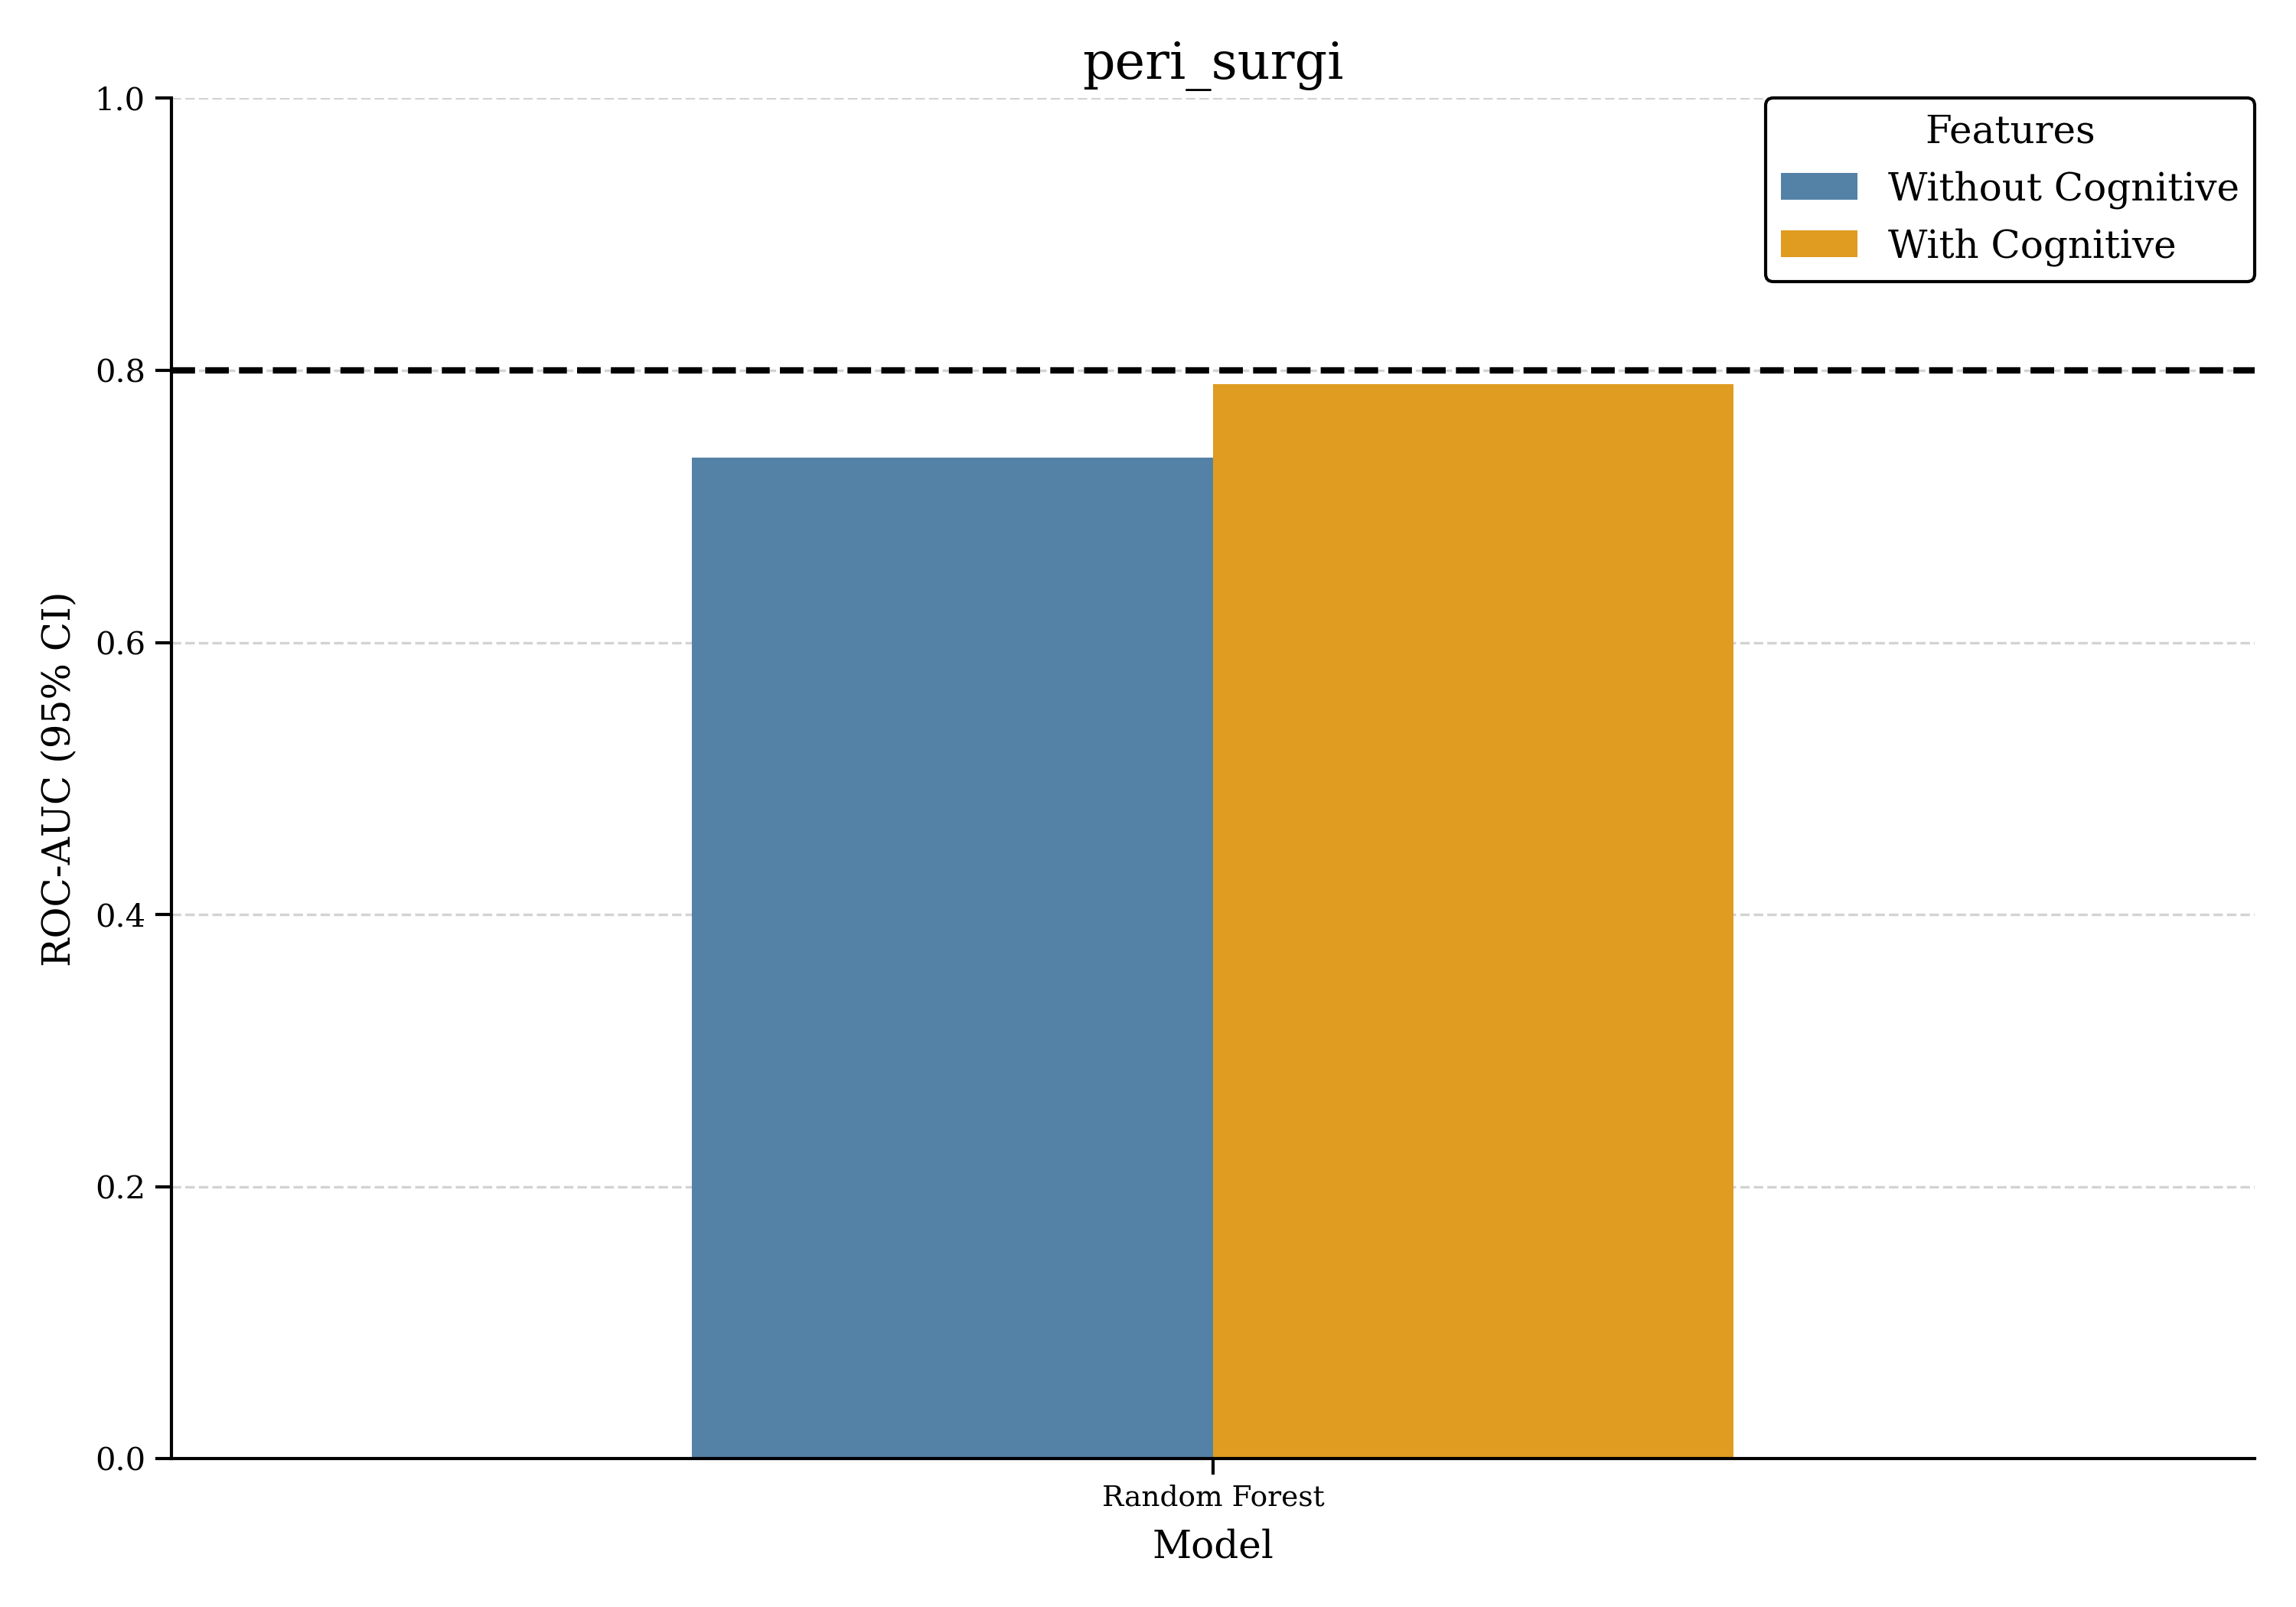 peri_surgi
Features
Without Cognitive
With Cognitive
ROC-AUC (95% CI)
1.0
0.8
0.6
0.4
0.2
0.0
Random Forest
Model